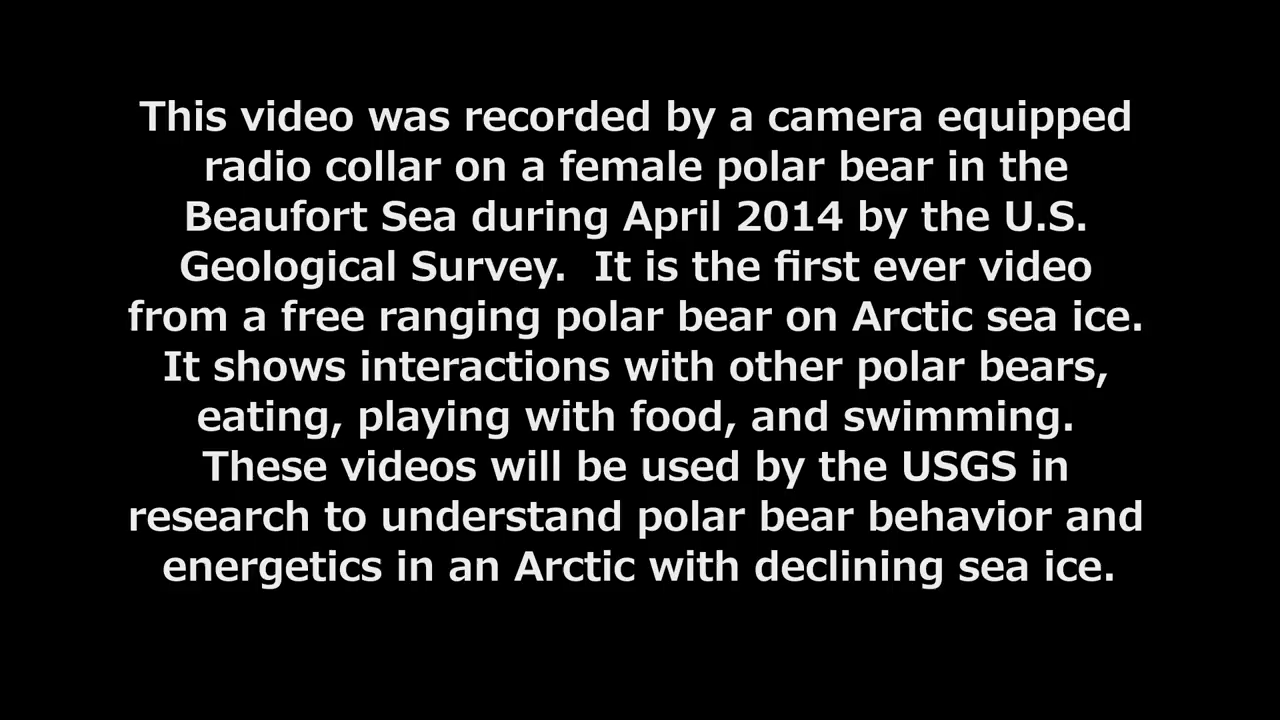 This video was recorded by a camera equipped
radio collar on a female polar bear in the
Beaufort Sea during April 2014 by the U.S.
Geological Survey.  It is the first ever video
from a free ranging polar bear on Arctic sea ice.
It shows interactions with other polar bears,
eating, playing with food, and swimming.
These videos will be used by the USGS in
research to understand polar bear behavior and
energetics in an Arctic with declining sea ice.